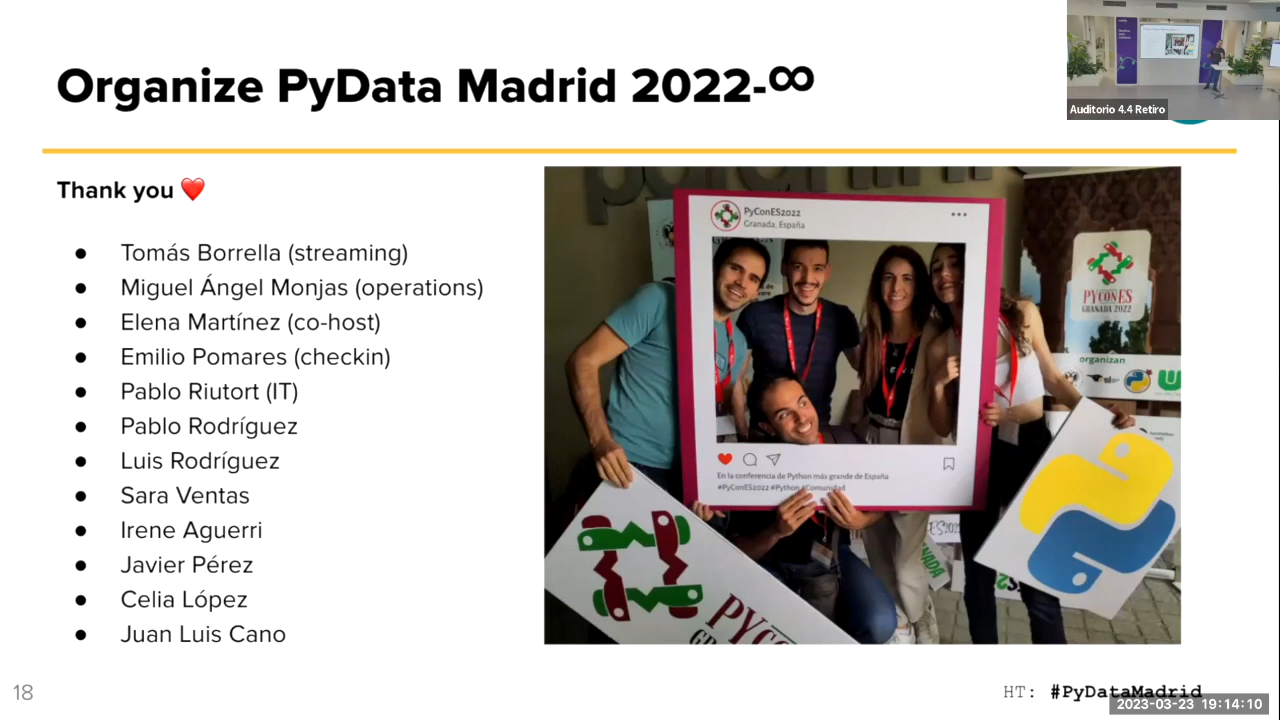 Organize PyData Madrid 2022-∞
Auditorio 4.4 Retiro
Thank you ❤️
● Tomás Borrella (streaming)
● Miguel Ángel Monjas (operations)
● Elena Martínez (co-host)
● Emilio Pomares (checkin)
● Pablo Riutort (IT)
● Pablo Rodríguez
● Luis Rodríguez
● Sara Ventas
● Irene Aguerri
● Javier Pérez
● Celia López
● Juan Luis Cano
PyConES2022
Granada, España
En la conferencia de Python más grande de España
#PyConES2022 #Python #Comunidad
PYCONES
GRANADA 2022
organizan
PYCO
18
HT: #PyDataMadrid
2023-03-23 19:14:10